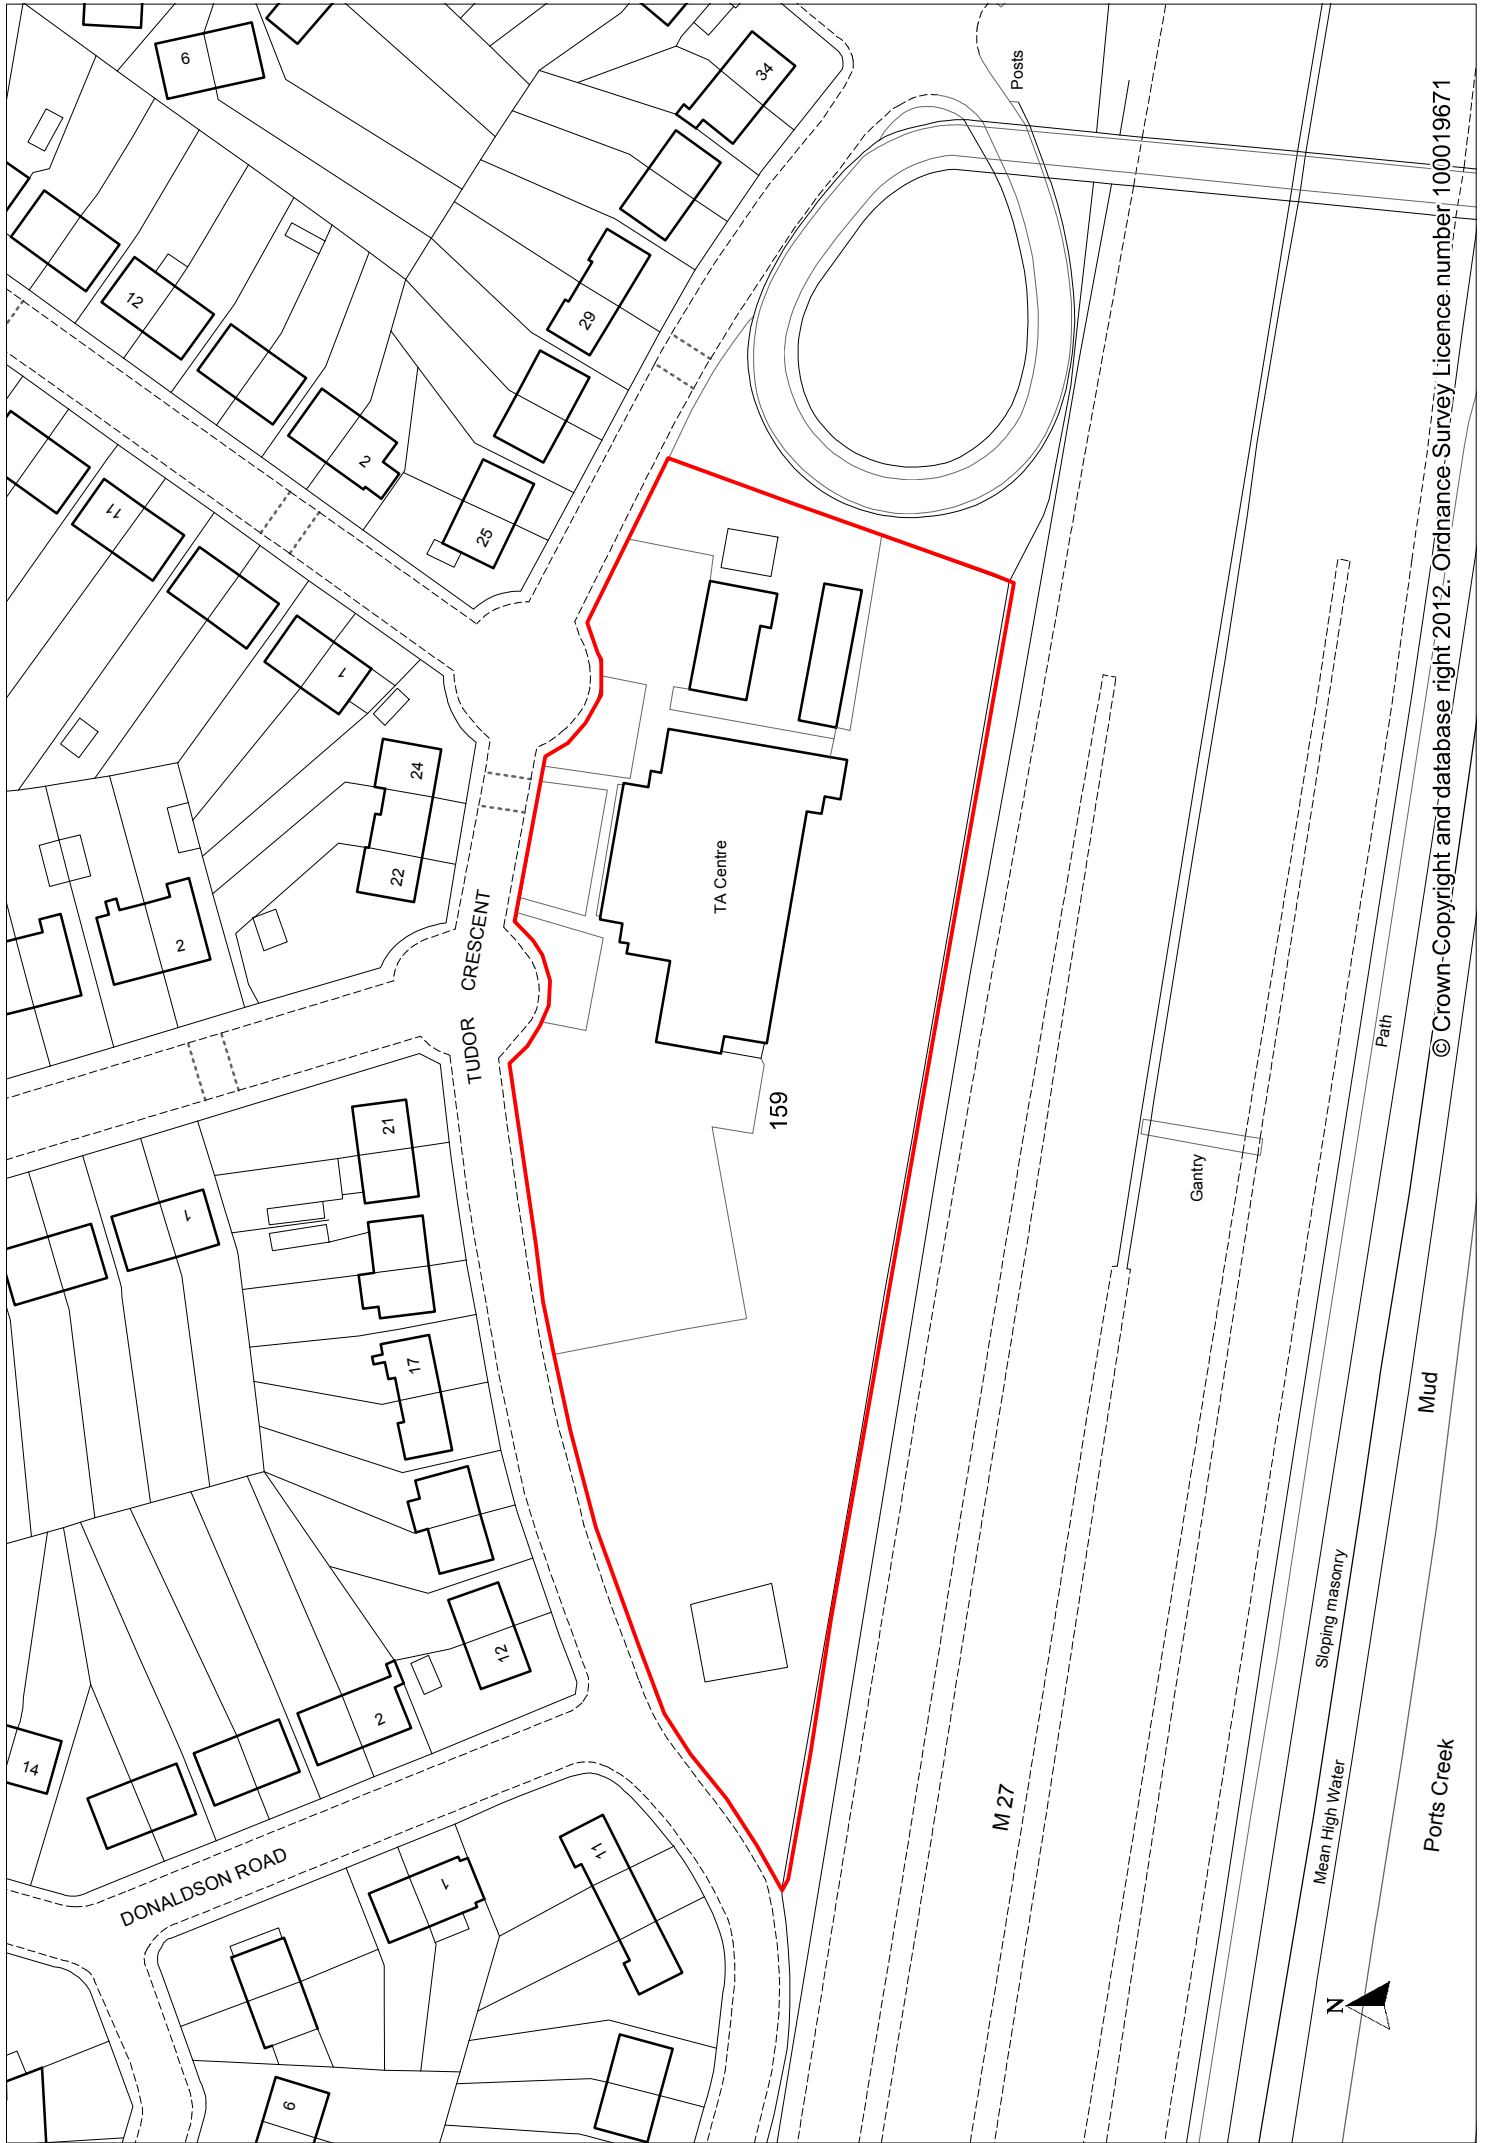 6
34
12
29
2
11
25
1
24
22
2
TUDOR CRESCENT
TA Centre
159
Posts
21
1
17
12
2
14
DONALDSON ROAD
1
11
6
Gantry
Path
Mud
Sloping masonry
Mean High Water
M 27
Ports Creek
N
© Crown Copyright and database right 2012. Ordnance Survey Licence number 100019671